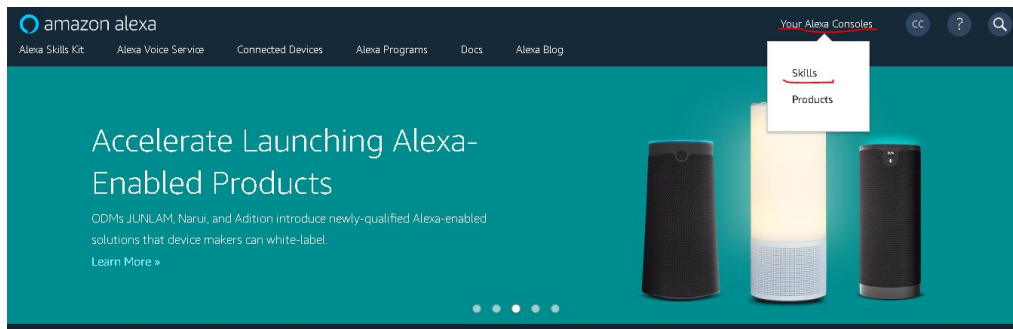 amazon alexa
Your Alexa Consoles
CC
?
Alexa Skills Kit
Alexa Voice Service
Connected Devices
Alexa Programs
Docs
Alexa Blog
Skills
Products
Accelerate Launching Alexa-
Enabled Products
ODMs JUNLAM, Narui, and Adition introduce newly-qualified Alexa-enabled
solutions that device makers can white-label.
Learn More »